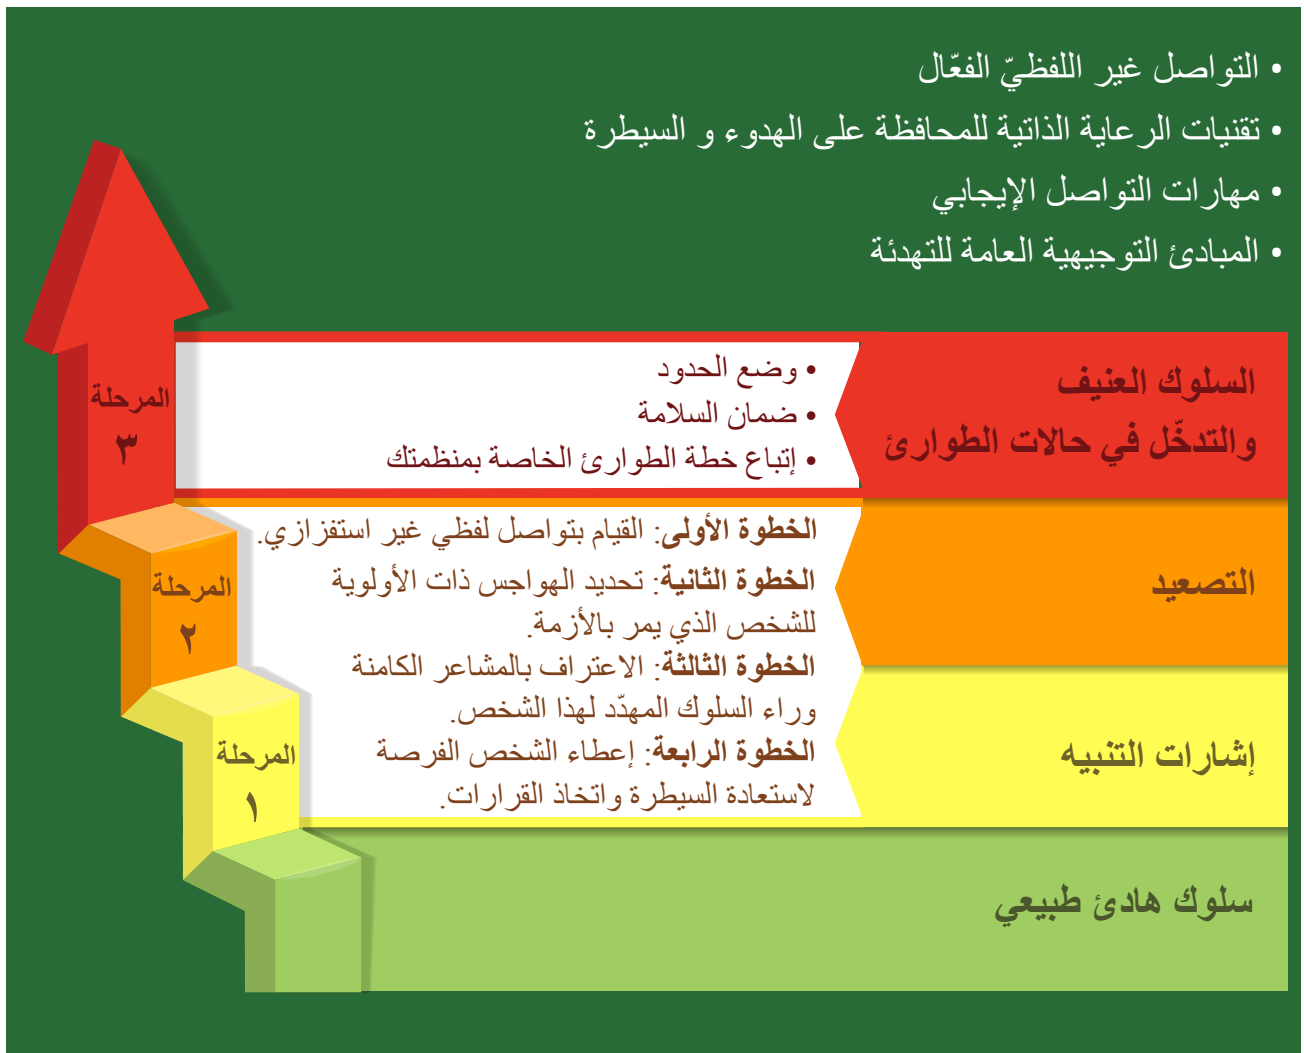 • التواصل غير اللفظيّ الفعّال
• تقنيات الرعاية الذاتية للمحافظة على الهدوء و السيطرة
• مهارات التواصل الإيجابي
• المبادئ التوجيهية العامة للتهدئة
السلوك العنيف
والتدخّل في حالات الطوارئ
• وضع الحدود
• ضمان السلامة
• إتباع خطة الطوارئ الخاصة بمنظمتك
المرحلة
٣
التصعيد
الخطوة الأولى: القيام بتواصل لفظي غير استفزازي.
الخطوة الثانية: تحديد الهواجس ذات الأولوية
للشخص الذي يمر بالأزمة.
الخطوة الثالثة: الاعتراف بالمشاعر الكامنة
وراء السلوك المهدّد لهذا الشخص.
الخطوة الرابعة: إعطاء الشخص الفرصة
لاستعادة السيطرة واتخاذ القرارات.
المرحلة
٢
إشارات التنبيه
المرحلة
١
سلوك هادئ طبيعي